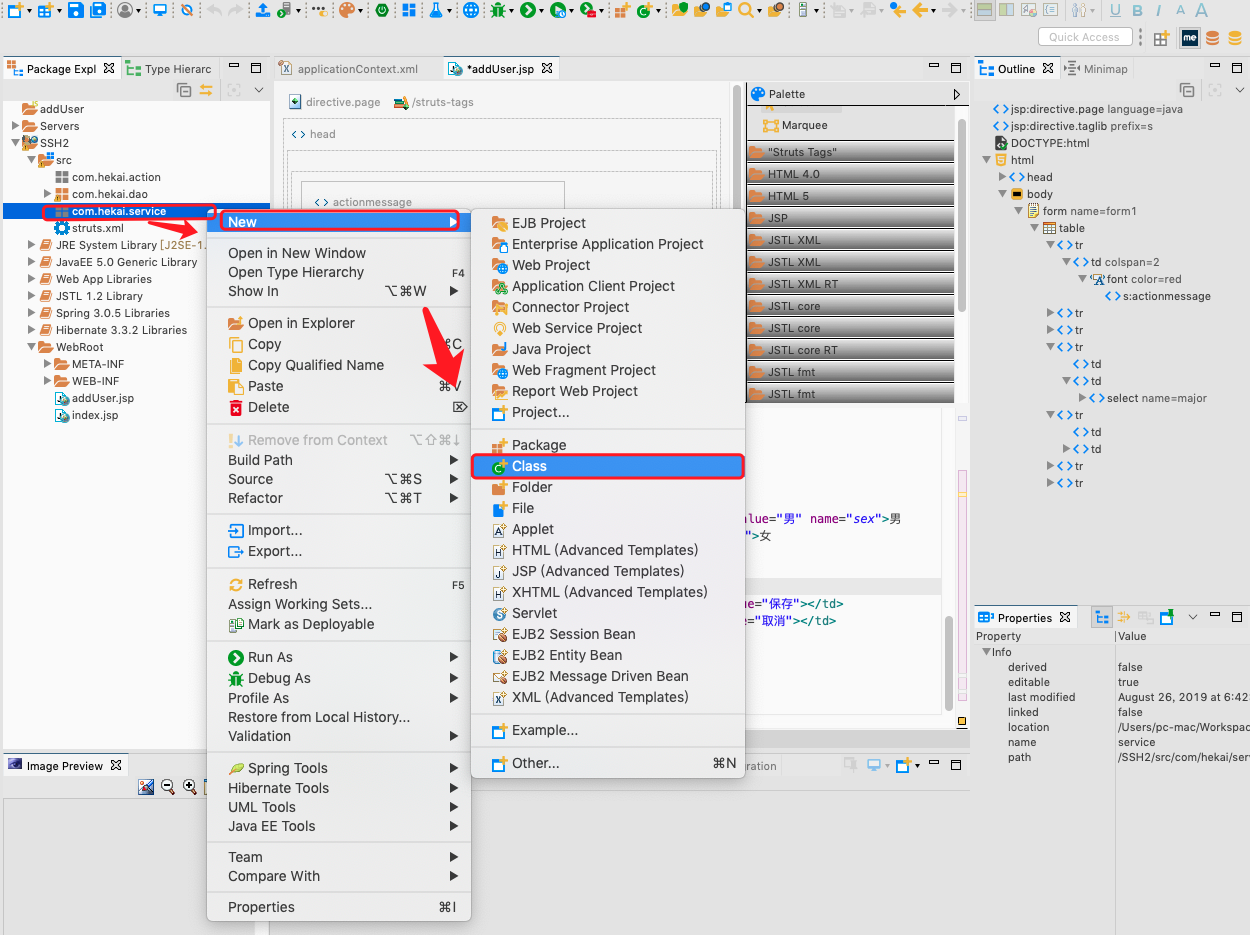 Quick Access
me
Package Expl
Type Hierarc
addUser
Servers
SSH2
src
com.hekai.action
com.hekai.dao
com.hekai.service
struts.xml
JRE System Library [J2SE-1.
JavaEE 5.0 Generic Library
Web App Libraries
JSTL 1.2 Library
Spring 3.0.5 Libraries
Hibernate 3.3.2 Libraries
WebRoot
META-INF
WEB-INF
addUser.jsp
index.jsp
applicationContext.xml
*addUser.jsp
directive.page
/struts-tags
head
actionmessage
Palette
Marquee
"Struts Tags"
HTML 4.0
HTML 5
JSP
JSTL XML
JSTL XML
JSTL XML RT
JSTL core
JSTL core
JSTL core RT
JSTL fmt
JSTL fmt
alue="男" name="sex">男
">女
ue="保存"></td>
e="取消"></td>
Outline
Minimap
jsp:directive.page language=java
jsp:directive.taglib prefix=s
DOCTYPE:html
html
head
body
form name=form1
table
tr
td colspan=2
font color=red
s:actionmessage
tr
tr
tr
td
td
select name=major
tr
td
td
tr
tr
Properties
Property Value
Info
derived false
editable true
last modified August 26, 2019 at 6:42
linked false
location /Users/pc-mac/Workspac
name service
path /SSH2/src/com/hekai/ser
Image Preview
ration
New
Open in New Window
Open Type Hierarchy F4
Show In ⌥⌘W
Open in Explorer
Copy ⌘C
Copy Qualified Name
Paste ⌘V
Delete ⌦
Remove from Context ⌥⇧⌘↓
Build Path
Source ⌥⌘S
Refactor ⌥⌘T
Import...
Export...
Refresh F5
Assign Working Sets...
Mark as Deployable
Run As
Debug As
Profile As
Restore from Local History...
Validation
Spring Tools
Hibernate Tools
UML Tools
Java EE Tools
Team
Compare With
Properties ⌘I
EJB Project
Enterprise Application Project
Web Project
Application Client Project
Connector Project
Web Service Project
Java Project
Web Fragment Project
Report Web Project
Project...
Package
Class
Folder
File
Applet
HTML (Advanced Templates)
JSP (Advanced Templates)
XHTML (Advanced Templates)
Servlet
EJB2 Session Bean
EJB2 Entity Bean
EJB2 Message Driven Bean
XML (Advanced Templates)
Example...
Other... ⌘N